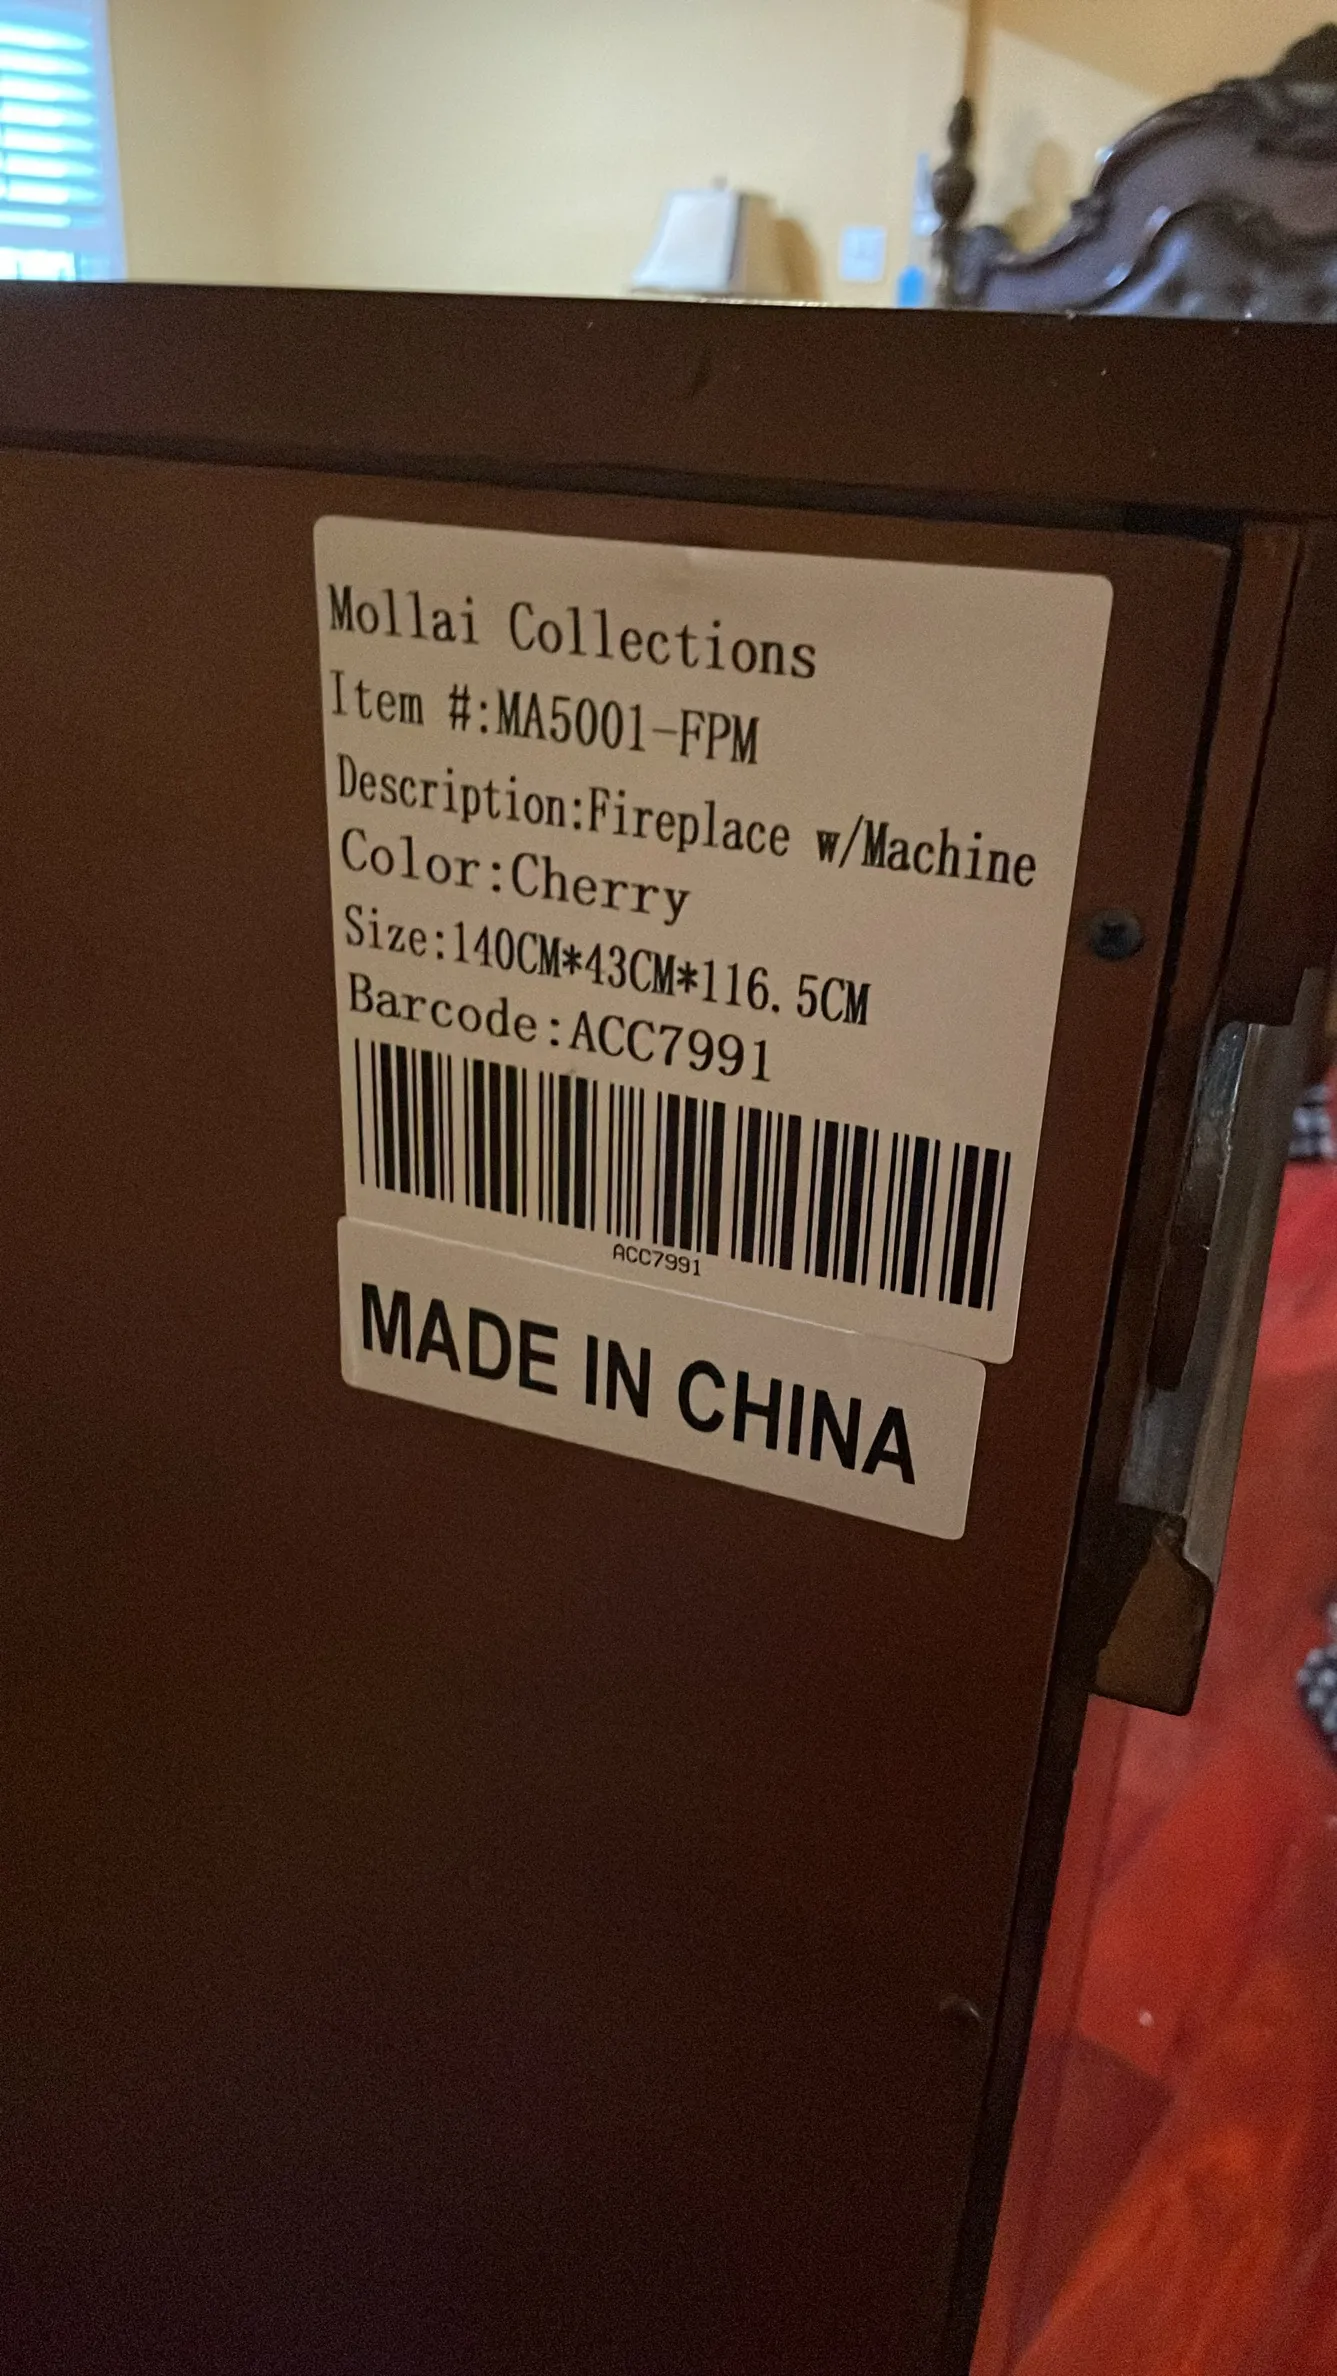 Mollai Collections
Item #:MA5001-FPM
Description:Fireplace w/Machine
Color:Cherry
Size:140CM*43CM*116.5CM
Barcode:ACC7991
ACC7991
MADE IN CHINA